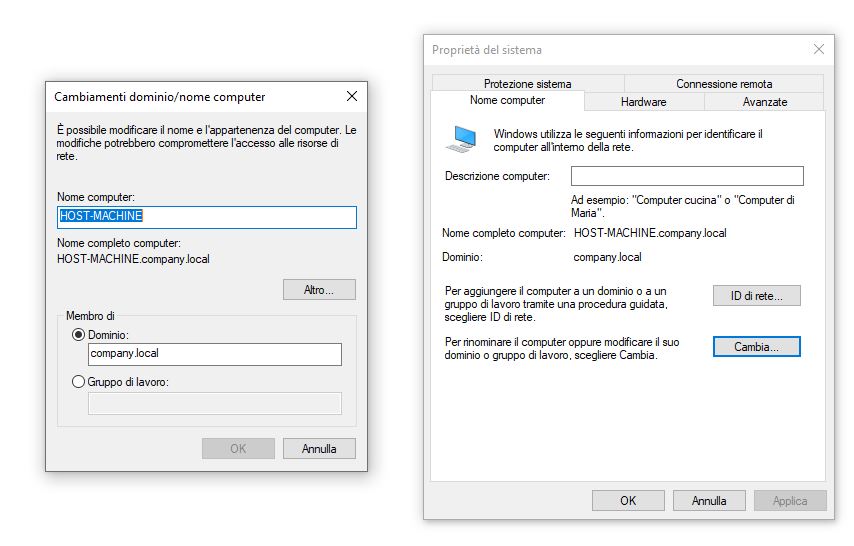 Cambiamenti dominio/nome computer
È possibile modificare il nome e l'appartenenza del computer. Le
modifiche potrebbero compromettere l'accesso alle risorse di
rete.
Nome computer:
HOST-MACHINE
Nome completo computer:
HOST-MACHINE.company.local
Altro...
Membro di
Dominio:
company.local
Gruppo di lavoro:
OK
Annulla
Proprietà del sistema
Protezione sistema
Connessione remota
Nome computer
Hardware
Avanzate
Windows utilizza le seguenti informazioni per identificare il
computer all'interno della rete.
Descrizione computer:
Ad esempio: "Computer cucina" o "Computer di
Maria".
Nome completo computer: HOST-MACHINE.company.local
Dominio: company.local
Per aggiungere il computer a un dominio o a un
gruppo di lavoro tramite una procedura guidata,
scegliere ID di rete.
ID di rete...
Per rinominare il computer oppure modificare il suo
dominio o gruppo di lavoro, scegliere Cambia.
Cambia...
OK
Annulla
Applica